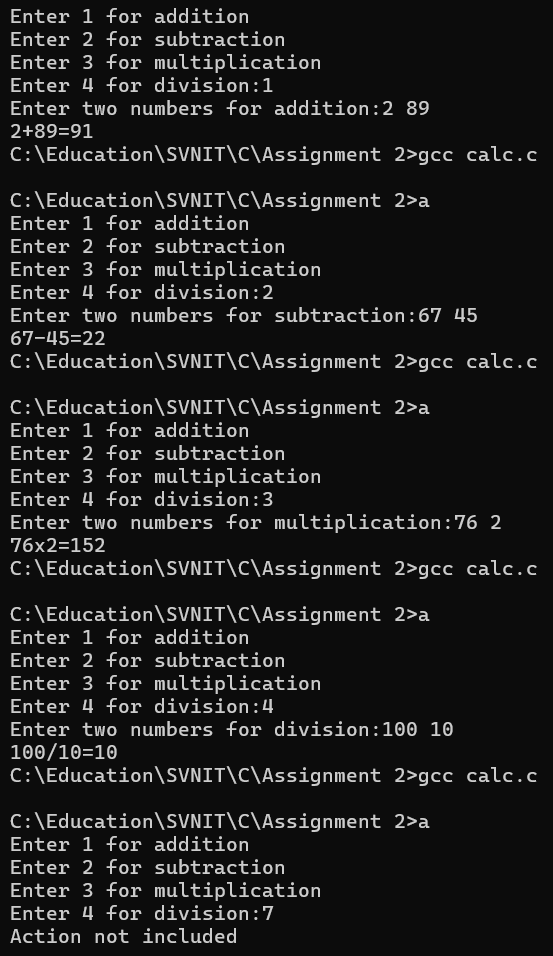 Enter 1 for addition
Enter 2 for subtraction
Enter 3 for multiplication
Enter 4 for division:1
Enter two numbers for addition:2 89
2+89=91
C:\Education\SVNIT\C\Assignment 2>gcc calc.c
C:\Education\SVNIT\C\Assignment 2>a
Enter 1 for addition
Enter 2 for subtraction
Enter 3 for multiplication
Enter 4 for division:2
Enter two numbers for subtraction:67 45
67-45=22
C:\Education\SVNIT\C\Assignment 2>gcc calc.c
C:\Education\SVNIT\C\Assignment 2>a
Enter 1 for addition
Enter 2 for subtraction
Enter 3 for multiplication
Enter 4 for division:3
Enter two numbers for multiplication:76 2
76x2=152
C:\Education\SVNIT\C\Assignment 2>gcc calc.c
C:\Education\SVNIT\C\Assignment 2>a
Enter 1 for addition
Enter 2 for subtraction
Enter 3 for multiplication
Enter 4 for division:4
Enter two numbers for division:100 10
100/10=10
C:\Education\SVNIT\C\Assignment 2>gcc calc.c
C:\Education\SVNIT\C\Assignment 2>a
Enter 1 for addition
Enter 2 for subtraction
Enter 3 for multiplication
Enter 4 for division:7
Action not included